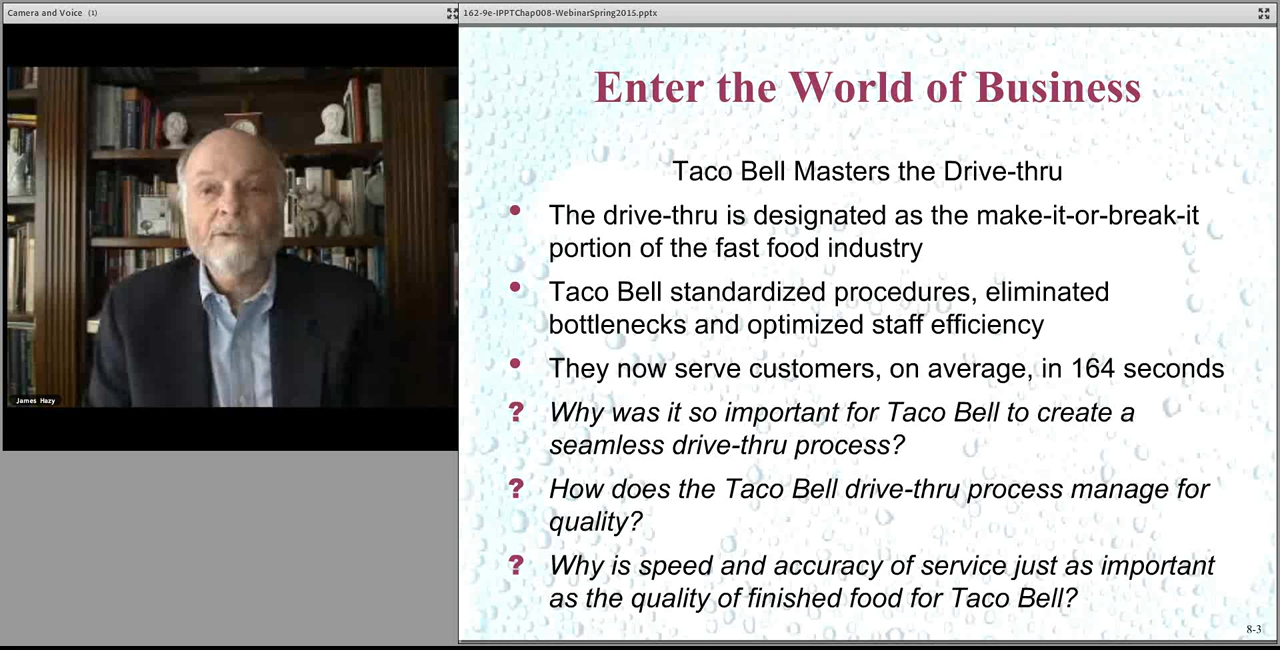 Camera and Voice (1)
162-9e-IPPTChap008-WebinarSpring2015.pptx
James Hazy
Enter the World of Business
Taco Bell Masters the Drive-thru
• The drive-thru is designated as the make-it-or-break-it
portion of the fast food industry
• Taco Bell standardized procedures, eliminated
bottlenecks and optimized staff efficiency
• They now serve customers, on average, in 164 seconds
? Why was it so important for Taco Bell to create a
seamless drive-thru process?
? How does the Taco Bell drive-thru process manage for
quality?
? Why is speed and accuracy of service just as important
as the quality of finished food for Taco Bell?
8-3